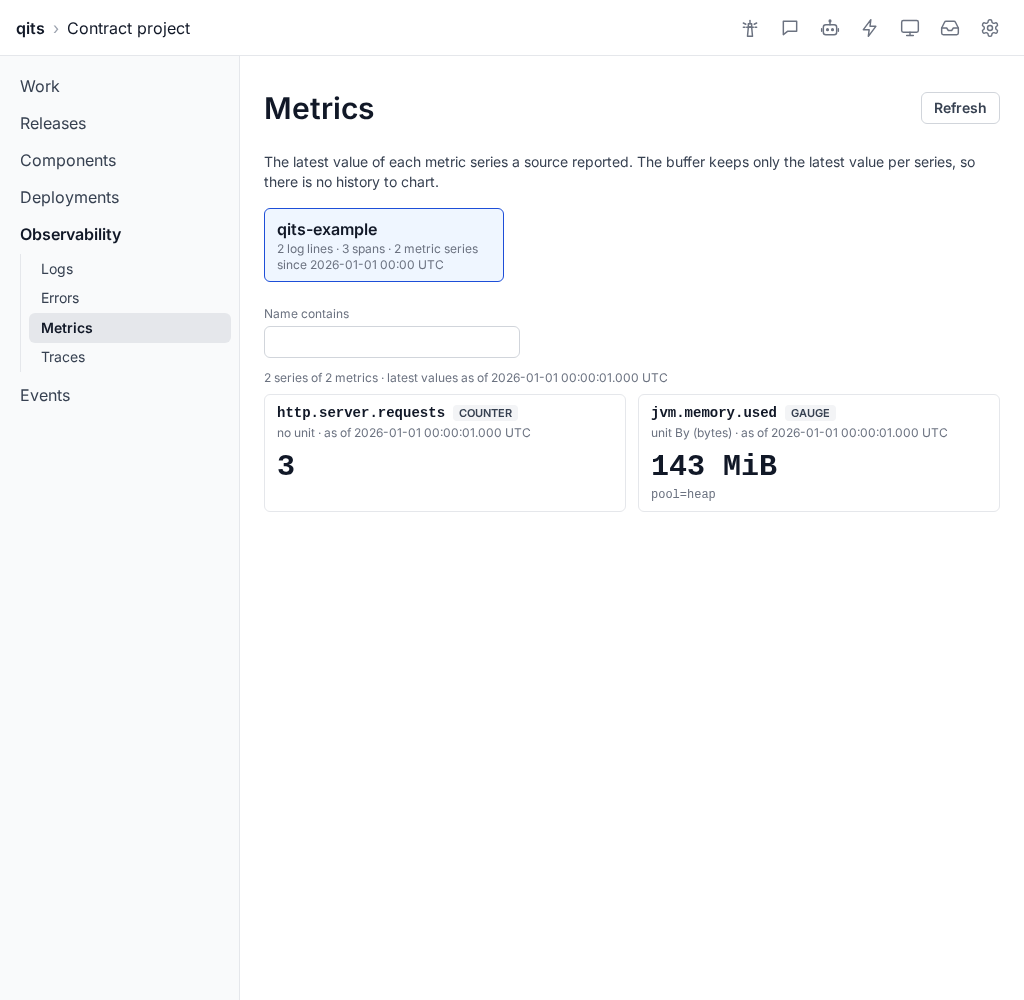 qits › Contract project
Work
Releases
Components
Deployments
Observability
Logs
Errors
Metrics
Traces
Events
Metrics
Refresh
The latest value of each metric series a source reported. The buffer keeps only the latest value per series, so
there is no history to chart.
qits-example
2 log lines · 3 spans · 2 metric series
since 2026-01-01 00:00 UTC
Name contains
2 series of 2 metrics · latest values as of 2026-01-01 00:00:01.000 UTC
http.server.requests COUNTER
no unit · as of 2026-01-01 00:00:01.000 UTC
3
jvm.memory.used GAUGE
unit By (bytes) · as of 2026-01-01 00:00:01.000 UTC
143 MiB
pool=heap